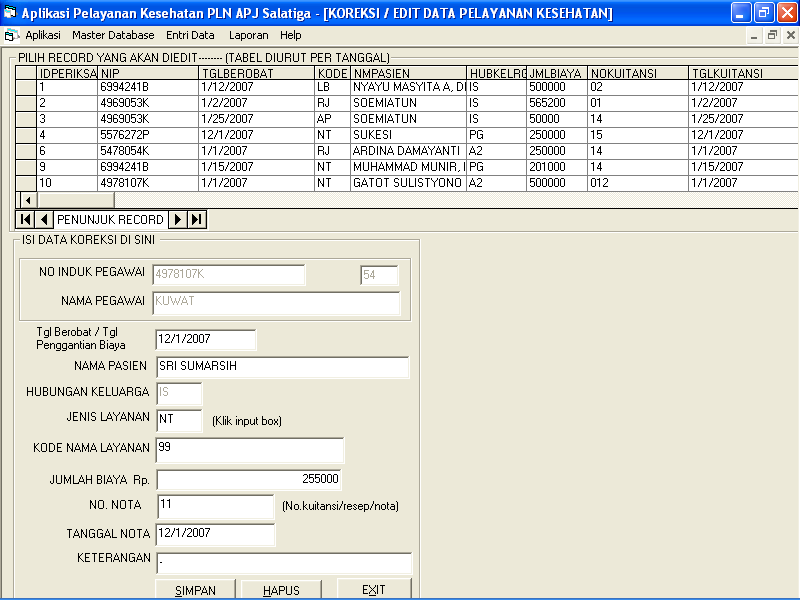 Aplikasi Pelayanan Kesehatan PLN APJ Salatiga - [KOREKSI / EDIT DATA PELAYANAN KESEHATAN]
Aplikasi Master Database Entri Data Laporan Help
PILIH RECORD YANG AKAN DIEDIT-------- (TABEL DIURUT PER TANGGAL)
IDPERIKSA NIP TGLBEROBAT KODE NMPASIEN HUBKELRG JMLBIAYA NOKUITANSI TGLKUITANSI
1 6994241B 1/12/2007 LB NYAYU MASYITA A, DI IS 500000 02 1/12/2007
2 4969053K 1/2/2007 RJ SOEMIATUN IS 565200 01 1/2/2007
3 4969053K 1/25/2007 AP SOEMIATUN IS 50000 14 1/25/2007
4 5576272P 12/1/2007 NT SUKESI PG 250000 15 12/1/2007
6 5478054K 1/1/2007 RJ ARDINA DAMAYANTI A2 250000 14 1/1/2007
9 6994241B 1/15/2007 NT MUHAMMAD MUNIR, I PG 201000 14 1/15/2007
10 4978107K 1/1/2007 NT GATOT SULISTYONO A2 500000 012 1/1/2007
PENUNJUK RECORD
ISI DATA KOREKSI DI SINI
NO INDUK PEGAWAI 4978107K 54
NAMA PEGAWAI KUWAT
Tgl Berobat / Tgl
Penggantian Biaya 12/1/2007
NAMA PASIEN SRI SUMARSIH
HUBUNGAN KELUARGA IS
JENIS LAYANAN NT (Klik input box)
KODE NAMA LAYANAN 99
JUMLAH BIAYA Rp. 255000
NO. NOTA 11 (No.kuitansi/resep/nota)
TANGGAL NOTA 12/1/2007
KETERANGAN .
SIMPAN HAPUS EXIT